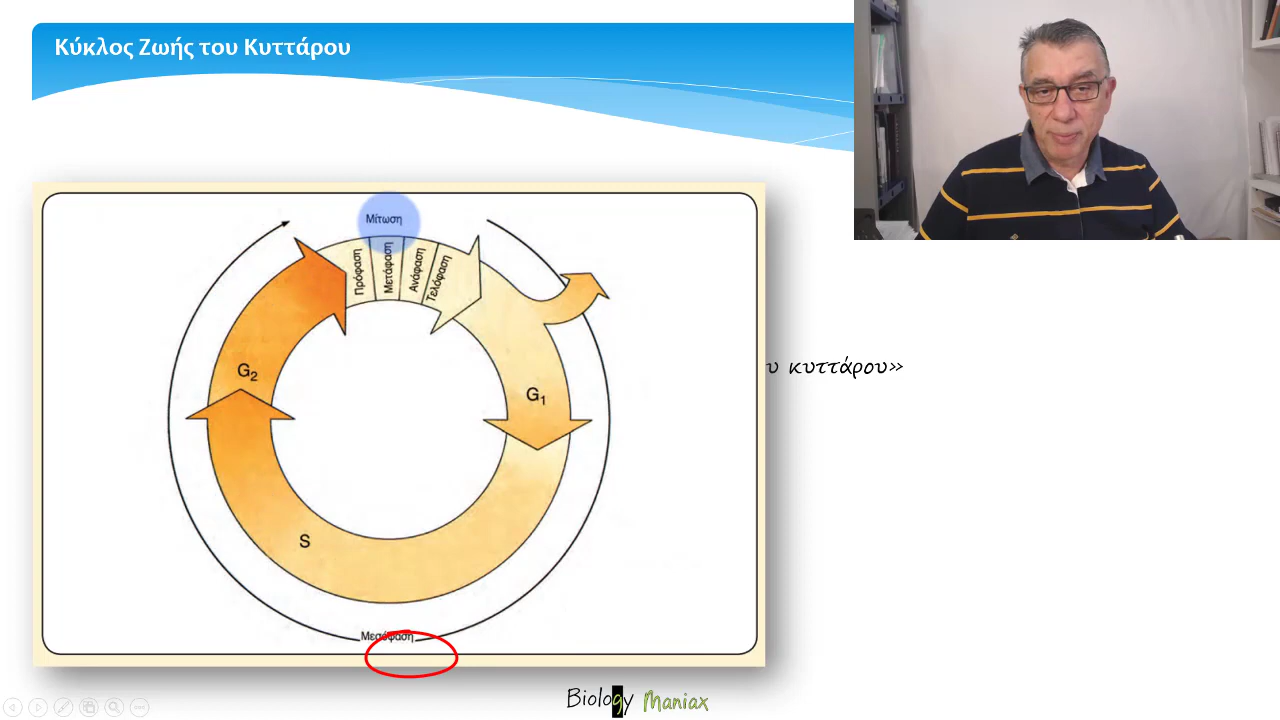 Κύκλος Ζωής του Κυττάρου
Μίτωση
Πρόφαση
Μετάφαση
Ανάφαση
Τελόφαση
G2
G1
υ κυττάρου»
S
Μεσόφαση
Biology Maniax